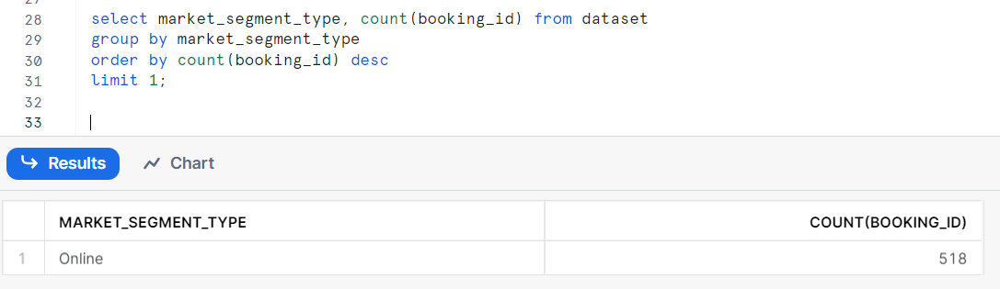 27
28 select market_segment_type, count(booking_id) from dataset
29 group by market_segment_type
30 order by count(booking_id) desc
31 limit 1;
32
33
Results Chart
MARKET_SEGMENT_TYPE COUNT(BOOKING_ID)
1 Online 518